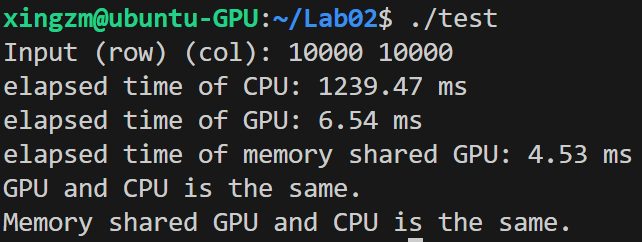 xingzm@ubuntu-GPU:~/Lab02$ ./test
Input (row) (col): 10000 10000
elapsed time of CPU: 1239.47 ms
elapsed time of GPU: 6.54 ms
elapsed time of memory shared GPU: 4.53 ms
GPU and CPU is the same.
Memory shared GPU and CPU is the same.